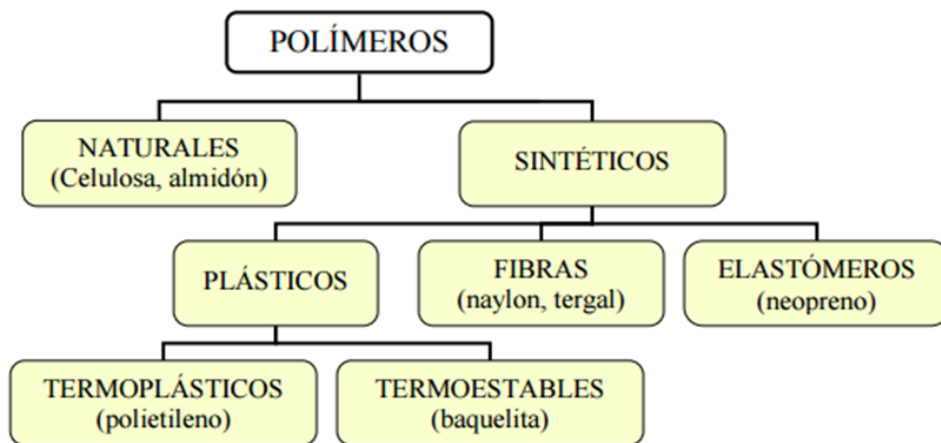 POLÍMEROS
NATURALES
(Celulosa, almidón)
SINTÉTICOS
PLÁSTICOS
FIBRAS
(naylon, tergal)
ELASTÓMEROS
(neopreno)
TERMOPLÁSTICOS
(polietileno)
TERMOESTABLES
(baquelita)